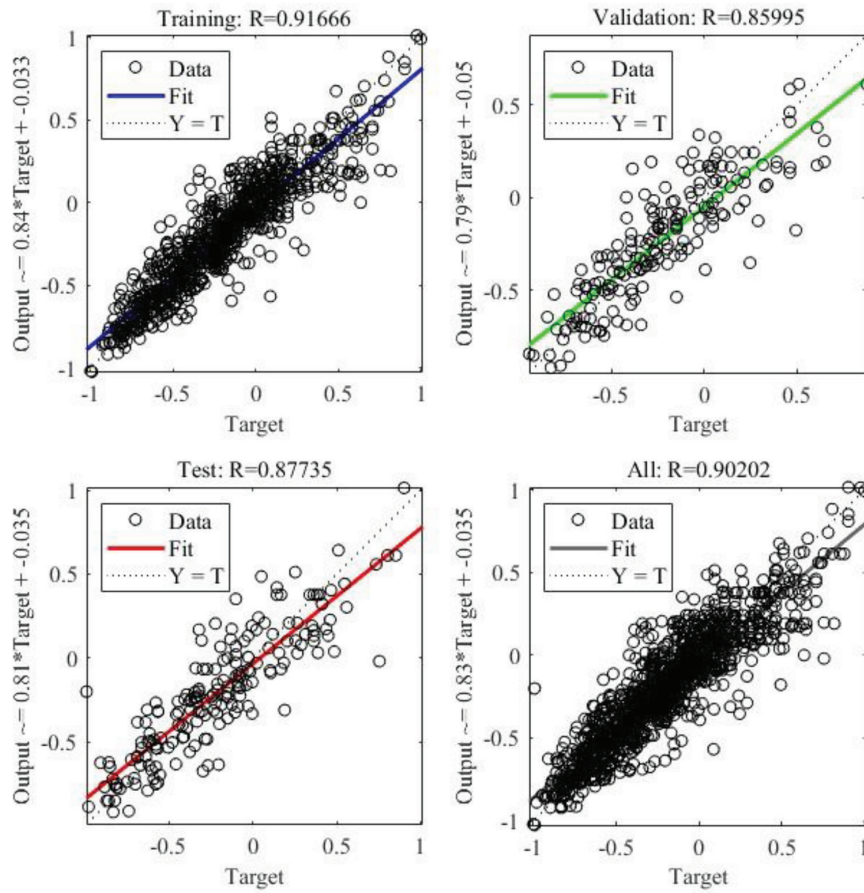 Training: R=0.91666
Output ~= 0.84*Target + -0.033
1
0.5
0
-0.5
-1
Data
Fit
Y = T
-1
-0.5
0
0.5
1
Target
Validation: R=0.85995
Output ~= 0.79*Target + -0.05
0.5
0
-0.5
Data
Fit
Y = T
-0.5
0
0.5
Target
Test: R=0.87735
Output ~= 0.81*Target + -0.035
1
0.5
0
-0.5
Data
Fit
Y = T
-0.5
0
0.5
1
Target
All: R=0.90202
Output ~= 0.83*Target + -0.035
1
0.5
0
-0.5
-1
Data
Fit
Y = T
-1
-0.5
0
0.5
1
Target